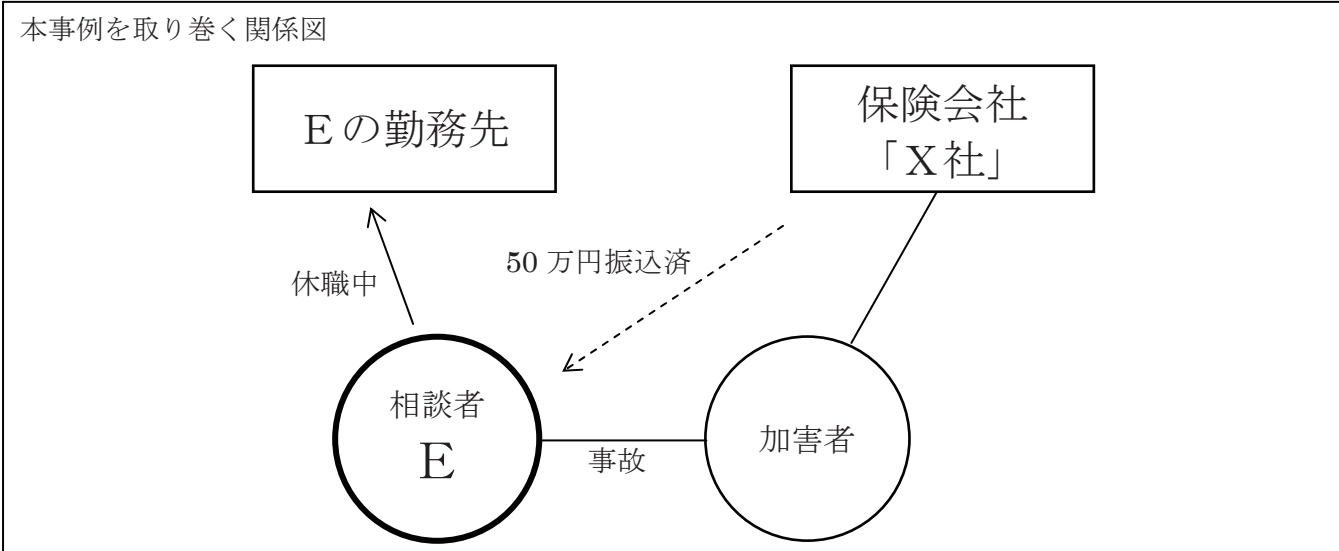 本事例を取り巻く関係図
Eの勤務先
保険会社
「X社」
50 万円振込済
休職中
相談者
E
事故
加害者